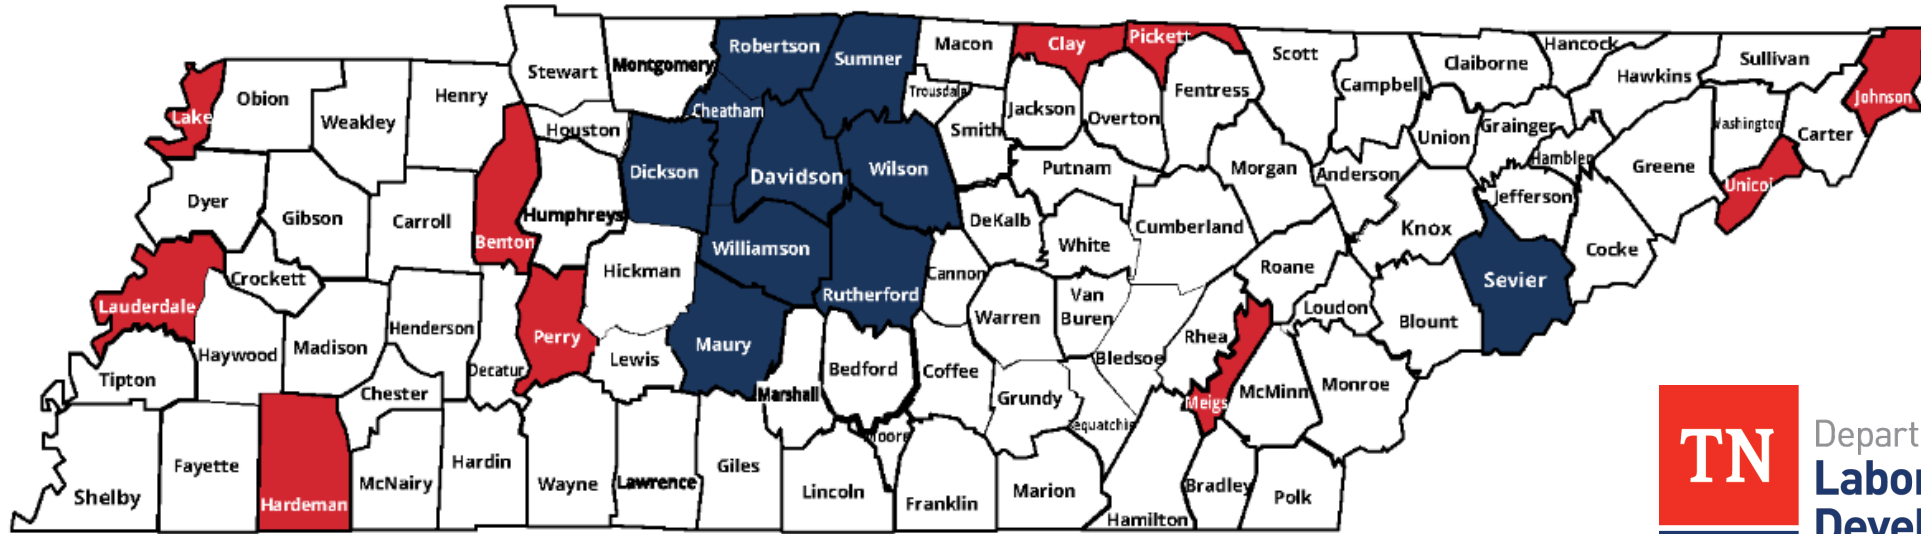 Robertson
Sumner
Macon
Clay
Pickett
Scott
Hancock
Claiborne
Sullivan
Stewart
Montgomery
Hawkins
Campbell
Johnson
Lake
Obion
Henry
Weakley
Houston
Cheatham
Trousdale
Smith
Jackson
Overton
Fentress
Union
Grainger
Washington
Carter
Dickson
Davidson
Wilson
Putnam
Morgan
Anderson
Hamblen
Greene
Unicoi
Jefferson
Dyer
Gibson
Carroll
Benton
Humphreys
Williamson
DeKalb
White
Cumberland
Knox
Cocke
Crockett
Hickman
Rutherford
Cannon
Roane
Sevier
Lauderdale
Haywood
Madison
Henderson
Perry
Lewis
Maury
Warren
Van
Buren
Rhea
Loudon
Blount
Tipton
Chester
Decatur
Marshall
Bedford
Coffee
Grundy
Bledsoe
Meigs
McMinn
Monroe
equatchie
Moore
Shelby
Fayette
Hardeman
McNairy
Hardin
Wayne
Lawrence
Giles
Lincoln
Franklin
Marion
Hamilton
Bradley
Polk
TN
Depart
Labor
Devel